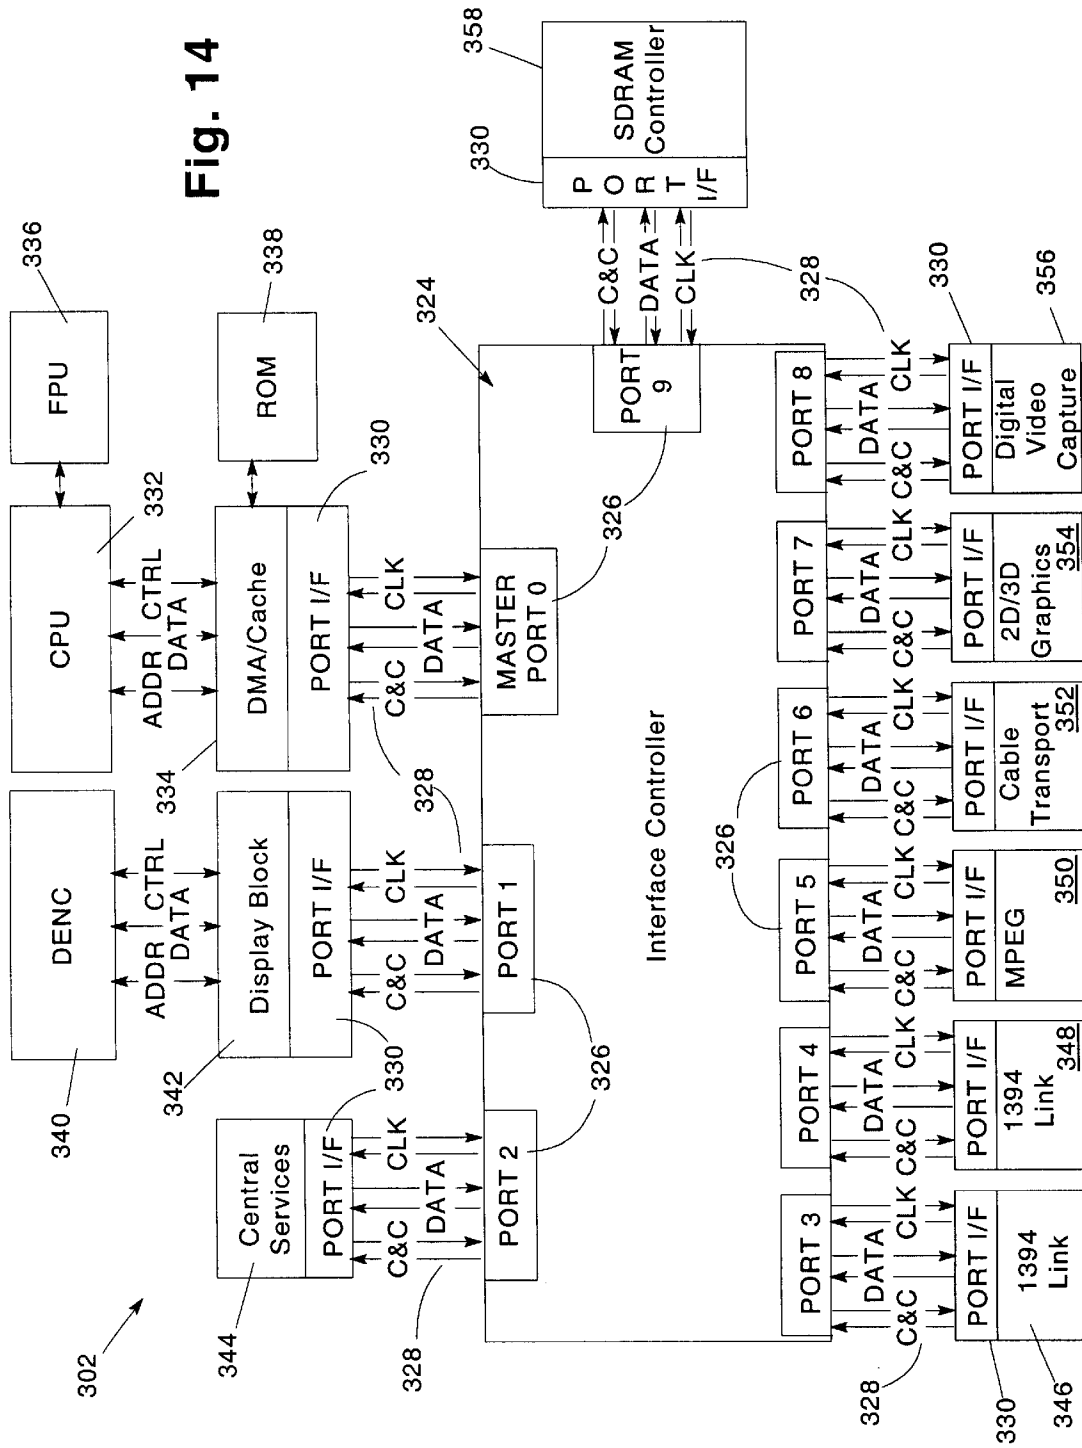 Fig. 14
302
340
DENC
332
CPU
336
FPU
ADDR CTRL
DATA
ADDR CTRL
DATA
344
Central
Services
PORT I/F
330
342
Display Block
PORT I/F
334
DMA/Cache
PORT I/F
330
338
ROM
328
C&C
DATA
CLK
C&C
DATA
CLK
328
328
C&C
DATA
CLK
324
PORT 2
326
PORT 1
MASTER
PORT 0
326
Interface Controller
PORT
9
C&C
DATA
CLK
328
330
358
PORT
I/F
SDRAM
Controller
326
PORT 3
PORT 4
PORT 5
PORT 6
PORT 7
PORT 8
328
C&C
DATA
CLK
C&C
DATA
CLK
C&C
DATA
CLK
C&C
DATA
CLK
C&C
DATA
CLK
C&C
DATA
CLK
330
PORT I/F
1394
Link
346
PORT I/F
1394
Link
348
PORT I/F
MPEG
350
PORT I/F
Cable
Transport
352
PORT I/F
2D/3D
Graphics
354
PORT I/F
Digital
Video
Capture
330
356